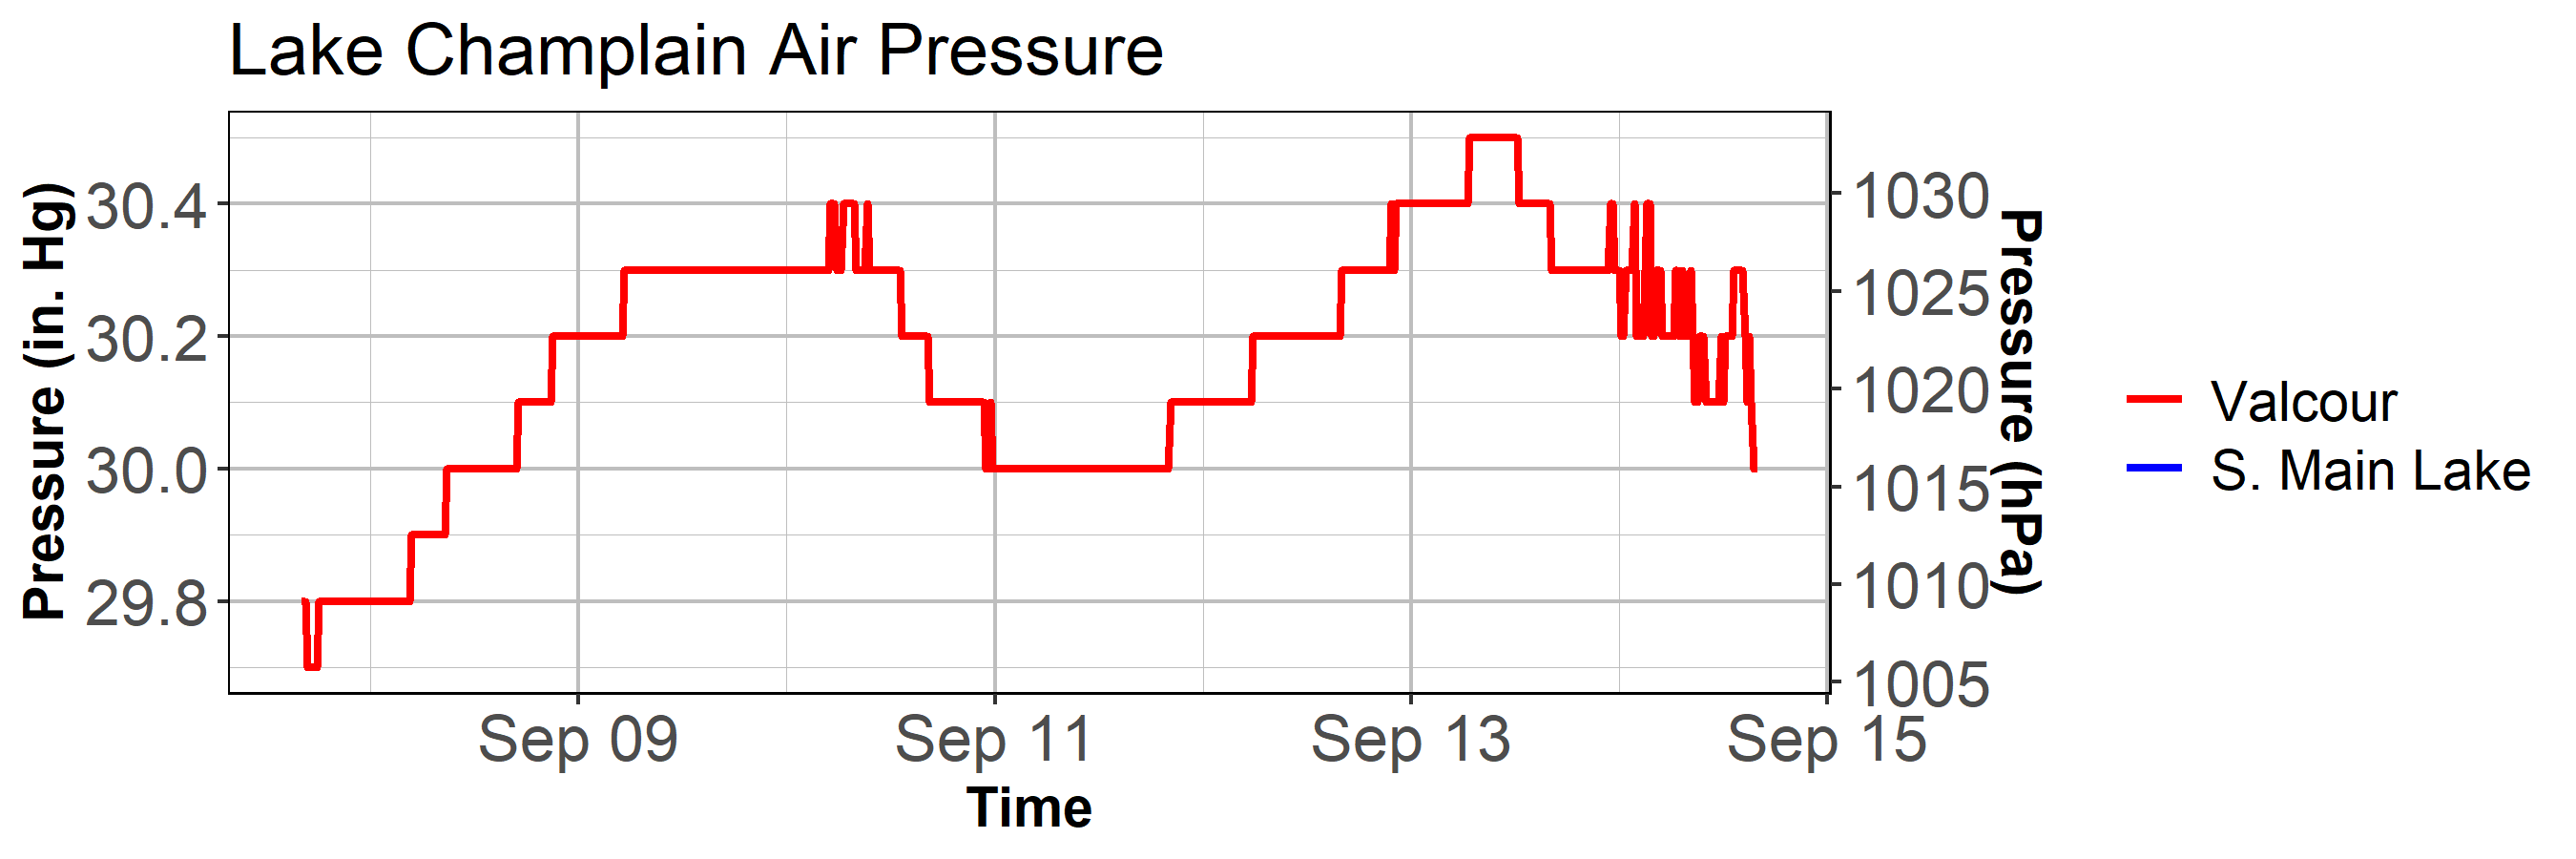 Lake Champlain Air Pressure
Pressure (in. Hg)
30.4
30.2
30.0
29.8
1030
1025
1020
1015
1010
1005
Pressure (hPa)
Sep 09
Sep 11
Sep 13
Sep 15
Time
Valcour
S. Main Lake